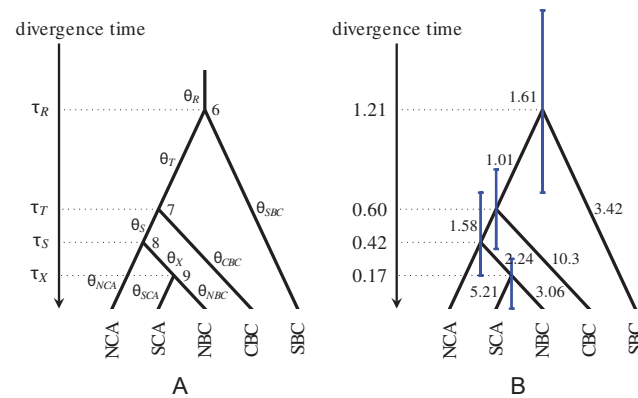 divergence time
τR
τT
τS
τX
θR
6
θT
θSBC
7
θS
8
θX
θCBC
9
θNCA
θSCA
θNBC
NCA
SCA
NBC
CBC
SBC
A
divergence time
1.21
0.60
0.42
0.17
1.61
1.01
3.42
1.58
2.24
10.3
5.21
3.06
NCA
SCA
NBC
CBC
SBC
B